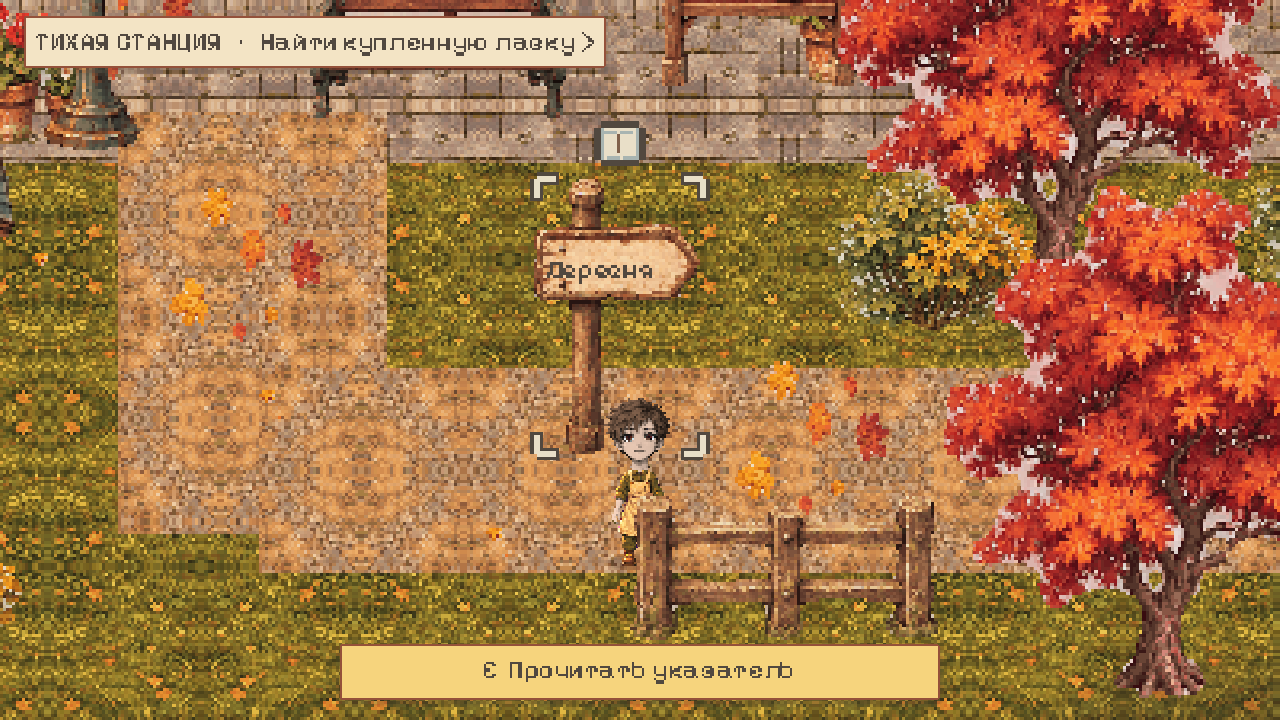 ТИХАЯ СТАНЦИЯ · Найти купленную лавку >
Деревня
Е Прочитать указатель